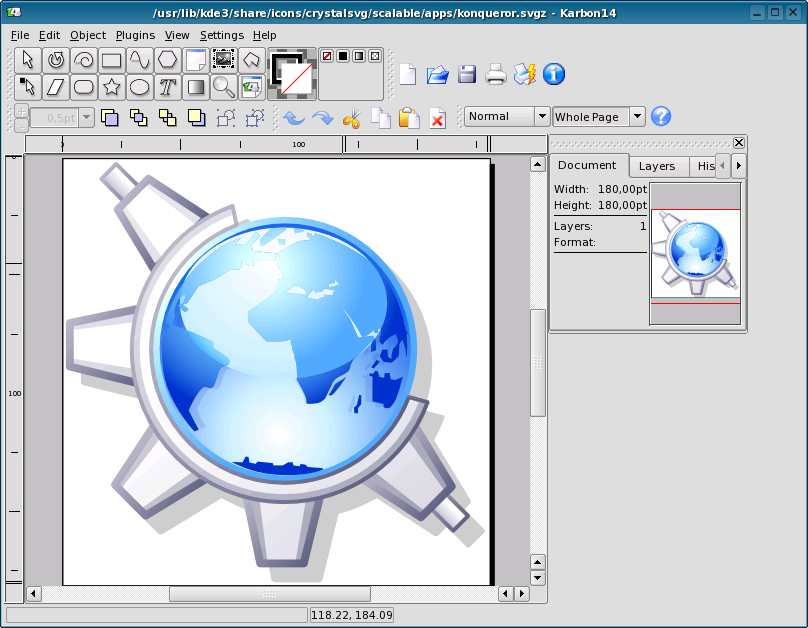 /usr/lib/kde3/share/icons/crystalsvg/scalable/apps/konqueror.svgz - Karbon14
File Edit Object Plugins View Settings Help
T
0,5pt Normal Whole Page ?
0 100
100
Document Layers His
Width: 180,00pt
Height: 180,00pt
Layers: 1
Format:
118.22, 184.09